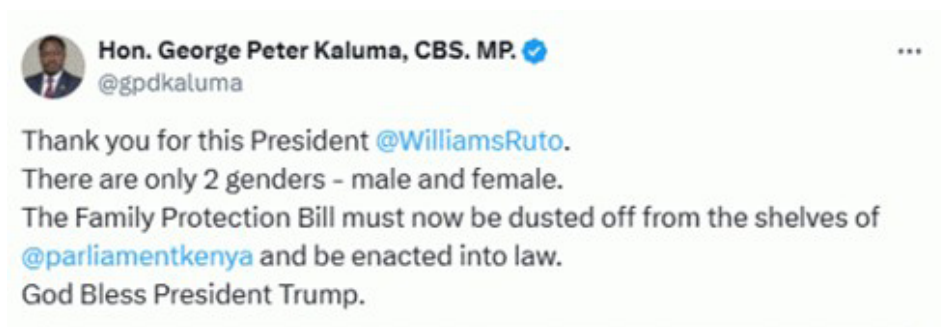 Hon. George Peter Kaluma, CBS. MP.
@gpdkaluma
Thank you for this President @WilliamsRuto.
There are only 2 genders – male and female.
The Family Protection Bill must now be dusted off from the shelves of
@parliamentkenya and be enacted into law.
God Bless President Trump.